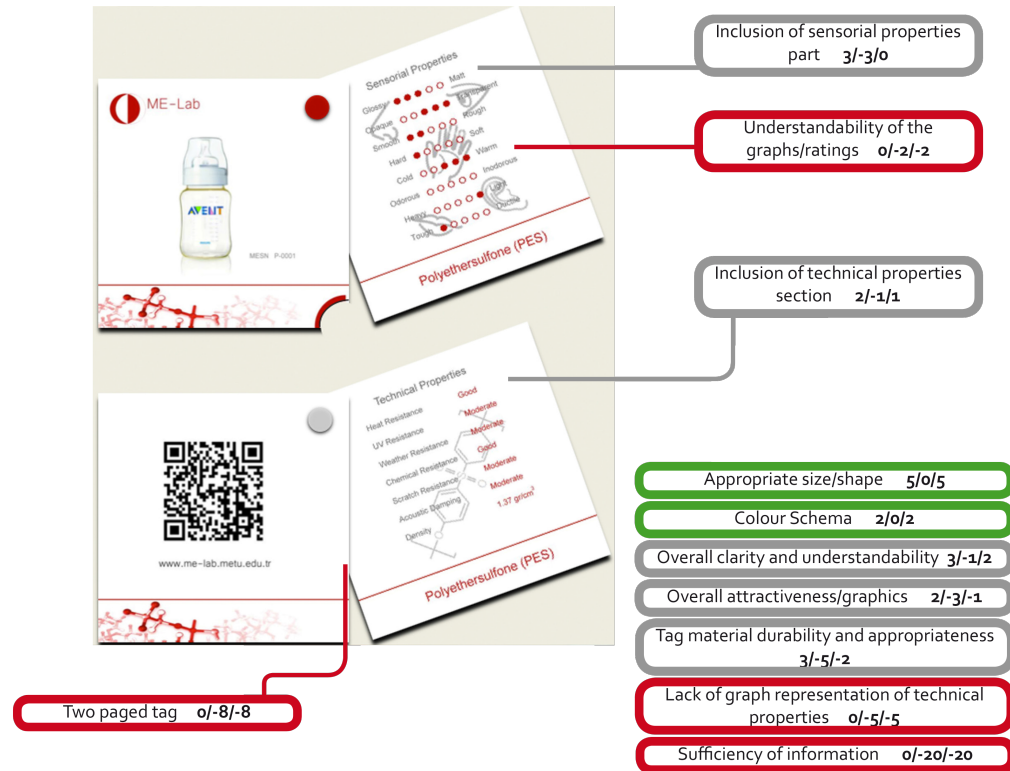 Inclusion of sensorial properties
part 3/-3/0
ME-Lab
AVENT
MESN P-0001
Sensorial Properties
Glossy Matt
Opaque Transparent
Smooth Rough
Hard Soft
Cold Warm
Odorous Inodorous
Heavy Light
Tough Ductile
Polyethersulfone (PES)
Understandability of the
graphs/ratings 0/-2/-2
Inclusion of technical properties
section 2/-1/1
www.me-lab.metu.edu.tr
Technical Properties
Heat Resistance Good
UV Resistance Moderate
Weather Resistance Moderate
Chemical Resistance Good
Scratch Resistance Moderate
Acoustic Damping Moderate
Density 1.37 gr/cm³
Polyethersulfone (PES)
Two paged tag 0/-8/-8
Appropriate size/shape 5/0/5
Colour Schema 2/0/2
Overall clarity and understandability 3/-1/2
Overall attractiveness/graphics 2/-3/-1
Tag material durability and appropriateness
3/-5/-2
Lack of graph representation of technical
properties 0/-5/-5
Sufficiency of information 0/-20/-20